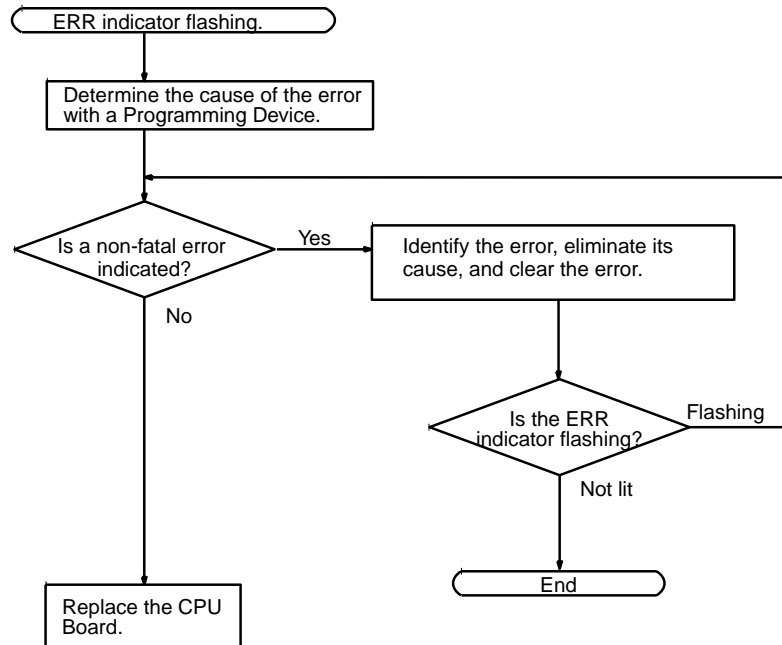 ERR indicator flashing.
Determine the cause of the error
with a Programming Device.
Is a non-fatal error
indicated?
Yes
Identify the error, eliminate its
cause, and clear the error.
No
Is the ERR
indicator flashing?
Flashing
Not lit
End
Replace the CPU
Board.